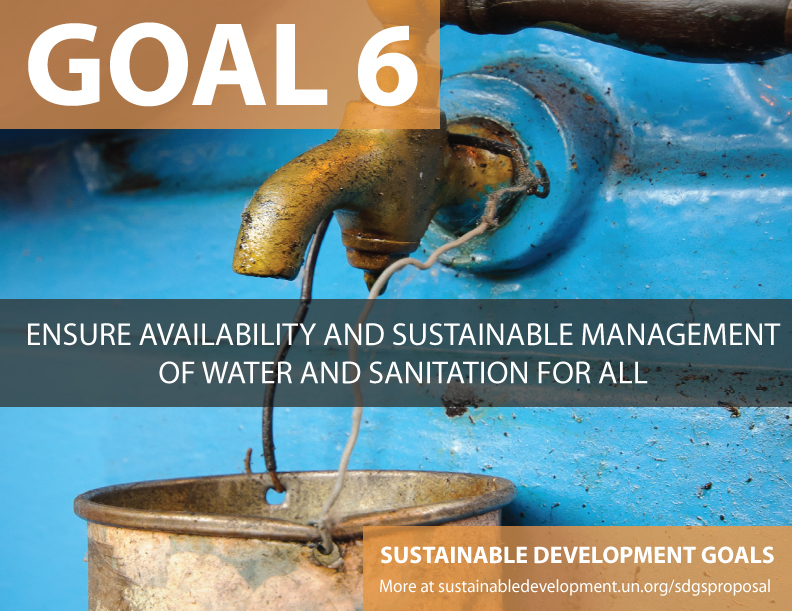 GOAL 6
ENSURE AVAILABILITY AND SUSTAINABLE MANAGEMENT
OF WATER AND SANITATION FOR ALL
SUSTAINABLE DEVELOPMENT GOALS
More at sustainabledevelopment.un.org/sdgsproposal